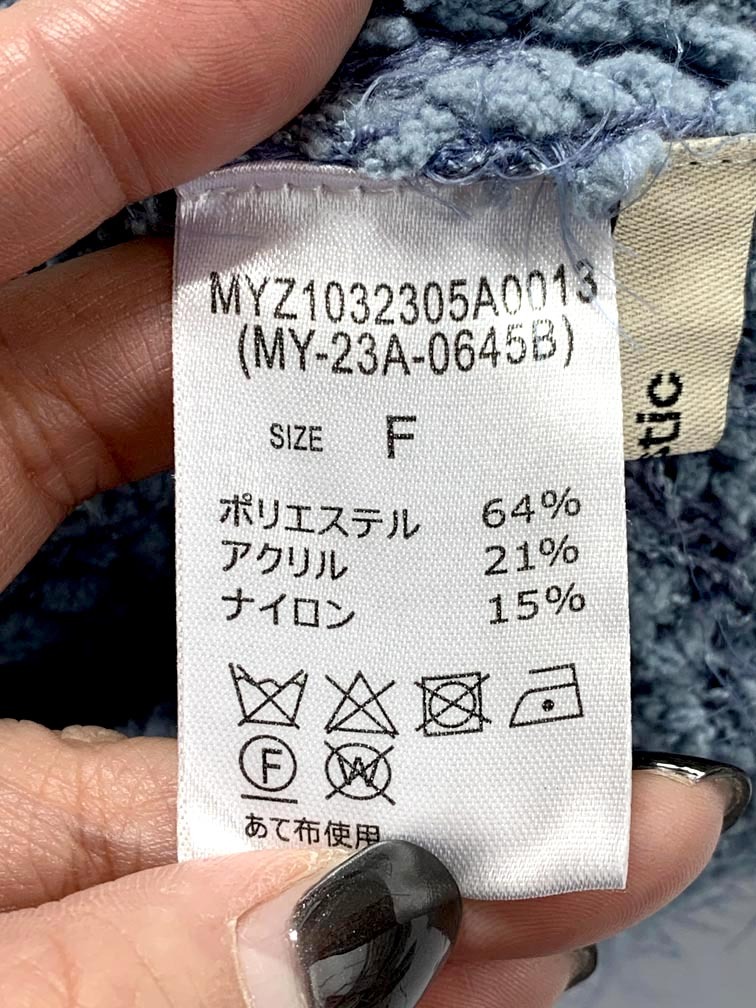 MYZ1032305A0013
(MY-23A-0645B)
SIZE F
ポリエステル 64%
アクリル 21%
ナイロン 15%
F W
あて布使用